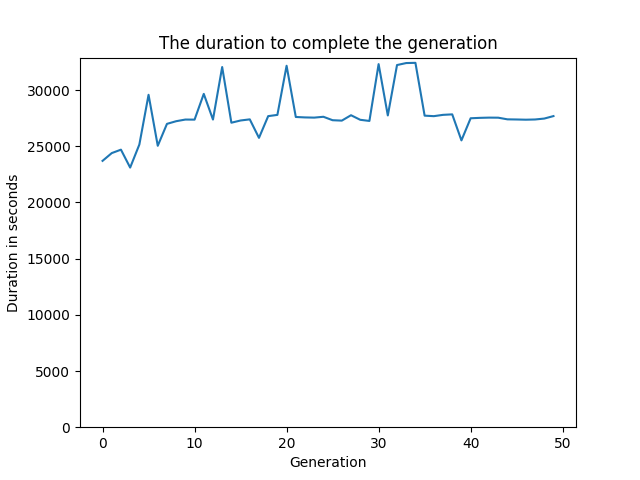 The duration to complete the generation
30000
25000
20000
15000
10000
5000
0
Duration in seconds
0 10 20 30 40 50
Generation